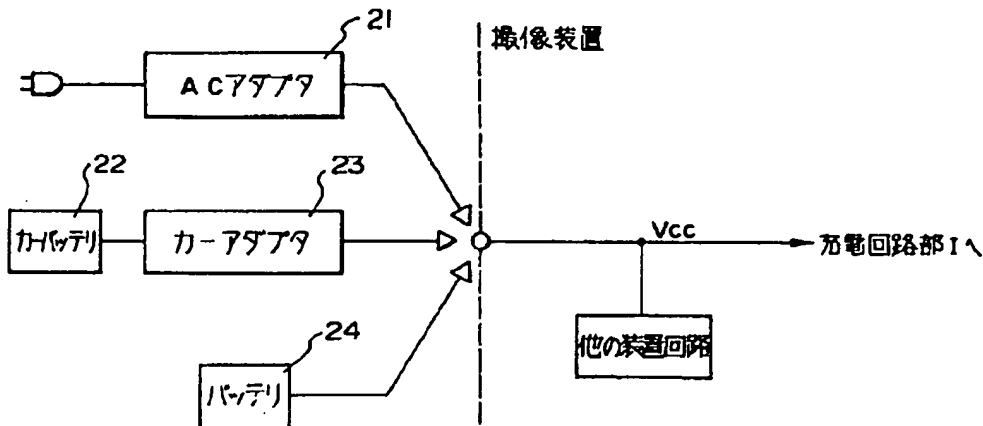 21
撮像装置
ACアダプタ
22
23
カーバッテリ
カーアダプタ
Vcc
充電回路部Iへ
24
他の装置回路
バッテリ